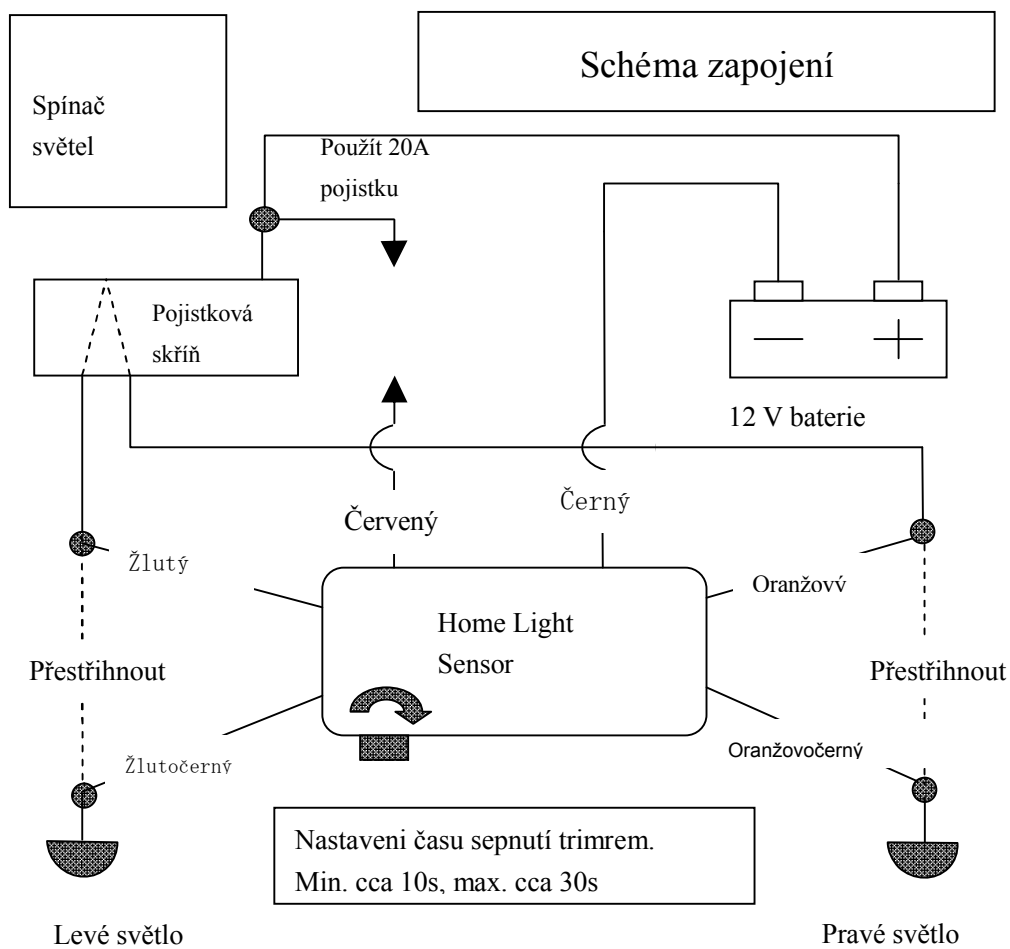 Schéma zapojení
Spínač
světel
Použít 20A
pojistku
Pojistková
skříň
12 V baterie
Červený
Černý
Žlutý
Oranžový
Home Light
Sensor
Přestřihnout
Přestřihnout
Žlutočerný
Oranžovočerný
Nastaveni času sepnutí trimrem.
Min. cca 10s, max. cca 30s
Levé světlo
Pravé světlo